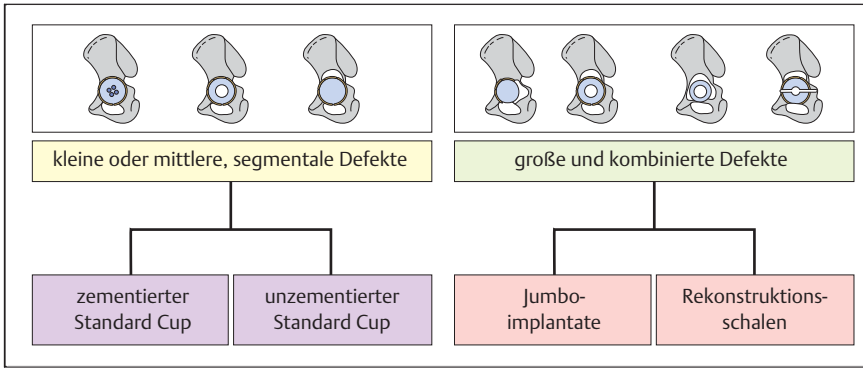 kleine oder mittlere, segmentale Defekte
große und kombinierte Defekte
zementierter
Standard Cup
unzementierter
Standard Cup
Jumbo-
implantate
Rekonstruktions-
schalen